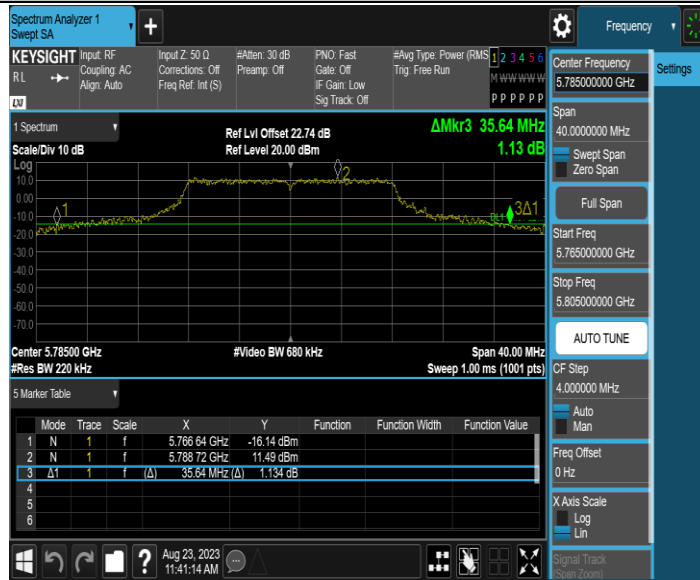 Spectrum Analyzer 1
Swept SA
+
Frequency
KEYSIGHT
RL
LXI
Input: RF
Coupling: AC
Align: Auto
Input Z: 50 Ω
Corrections: Off
Freq Ref: Int (S)
#Atten: 30 dB
Preamp: Off
PNO: Fast
Gate: Off
IF Gain: Low
Sig Track: Off
#Avg Type: Power (RMS
Trig: Free Run
1 2 3 4 5 6
M W W W W W
P P P P P P
Center Frequency
5.785000000 GHz
Settings
Span
40.0000000 MHz
Swept Span
Zero Span
Full Span
Start Freq
5.765000000 GHz
Stop Freq
5.805000000 GHz
AUTO TUNE
CF Step
4.000000 MHz
Auto
Man
Freq Offset
0 Hz
X Axis Scale
Log
Lin
Signal Track
(Span Zoom)
1 Spectrum
Scale/Div 10 dB
Ref Lvl Offset 22.74 dB
Ref Level 20.00 dBm
ΔMkr3 35.64 MHz
1.13 dB
Log
10.0
0.00
-10.0
-20.0
-30.0
-40.0
-50.0
-60.0
-70.0
1
2
3Δ1
Center 5.78500 GHz
#Res BW 220 kHz
#Video BW 680 kHz
Span 40.00 MHz
Sweep 1.00 ms (1001 pts)
5 Marker Table
Mode Trace Scale X Y Function Function Width Function Value
1 N 1 f 5.766 64 GHz -16.14 dBm
2 N 1 f 5.788 72 GHz 11.49 dBm
3 Δ1 1 f (Δ) 35.64 MHz (Δ) 1.134 dB
4
5
6
?
Aug 23, 2023
11:41:14 AM